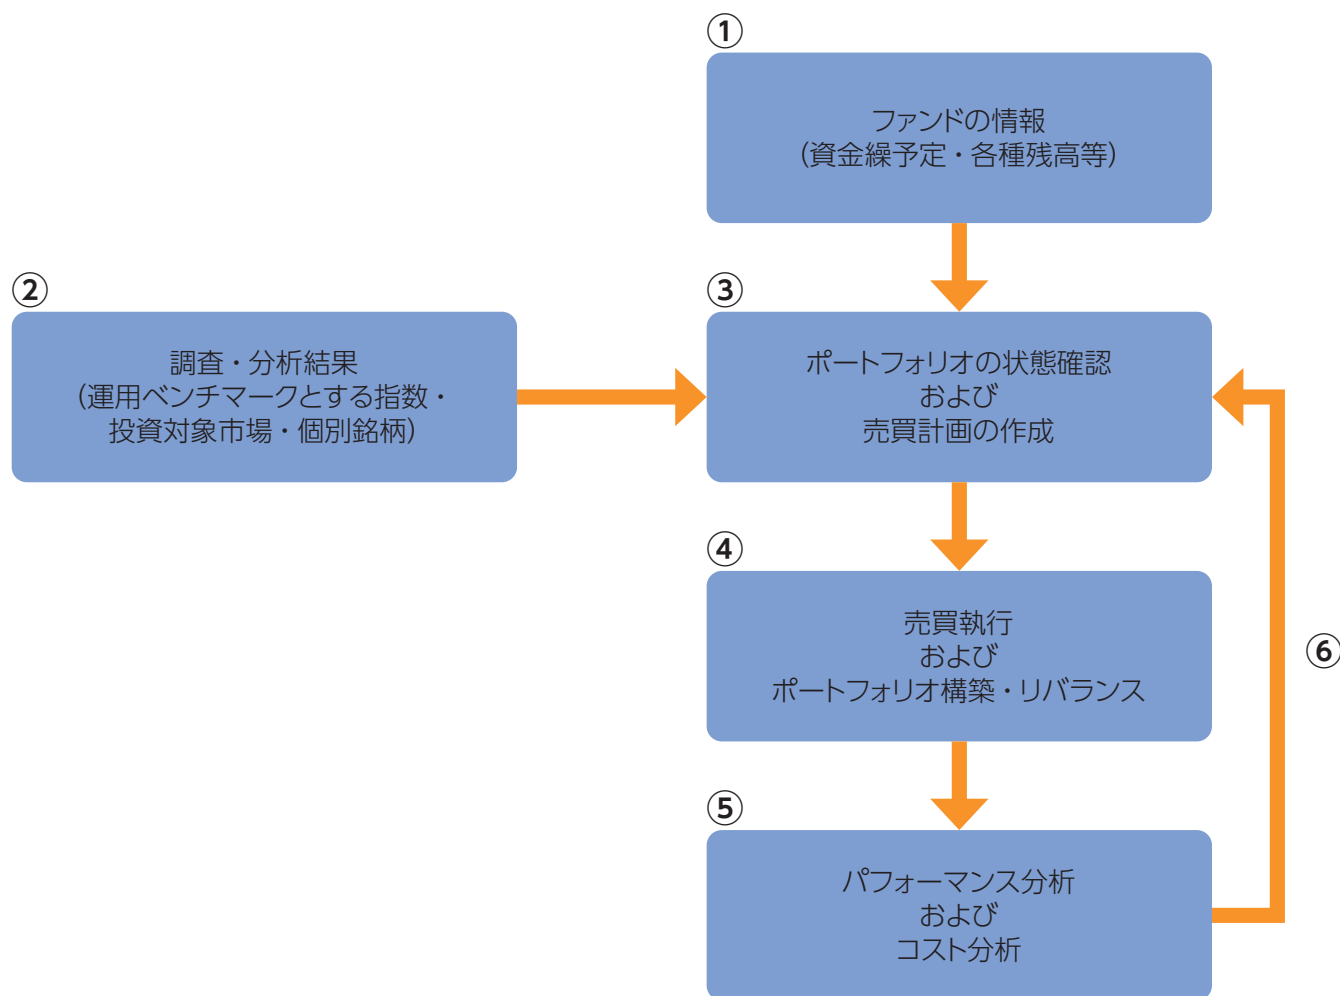 ①
ファンドの情報
(資金繰予定・各種残高等)
②
調査・分析結果
(運用ベンチマークとする指数・
投資対象市場・個別銘柄)
③
ポートフォリオの状態確認
および
売買計画の作成
④
売買執行
および
ポートフォリオ構築・リバランス
⑤
パフォーマンス分析
および
コスト分析
⑥